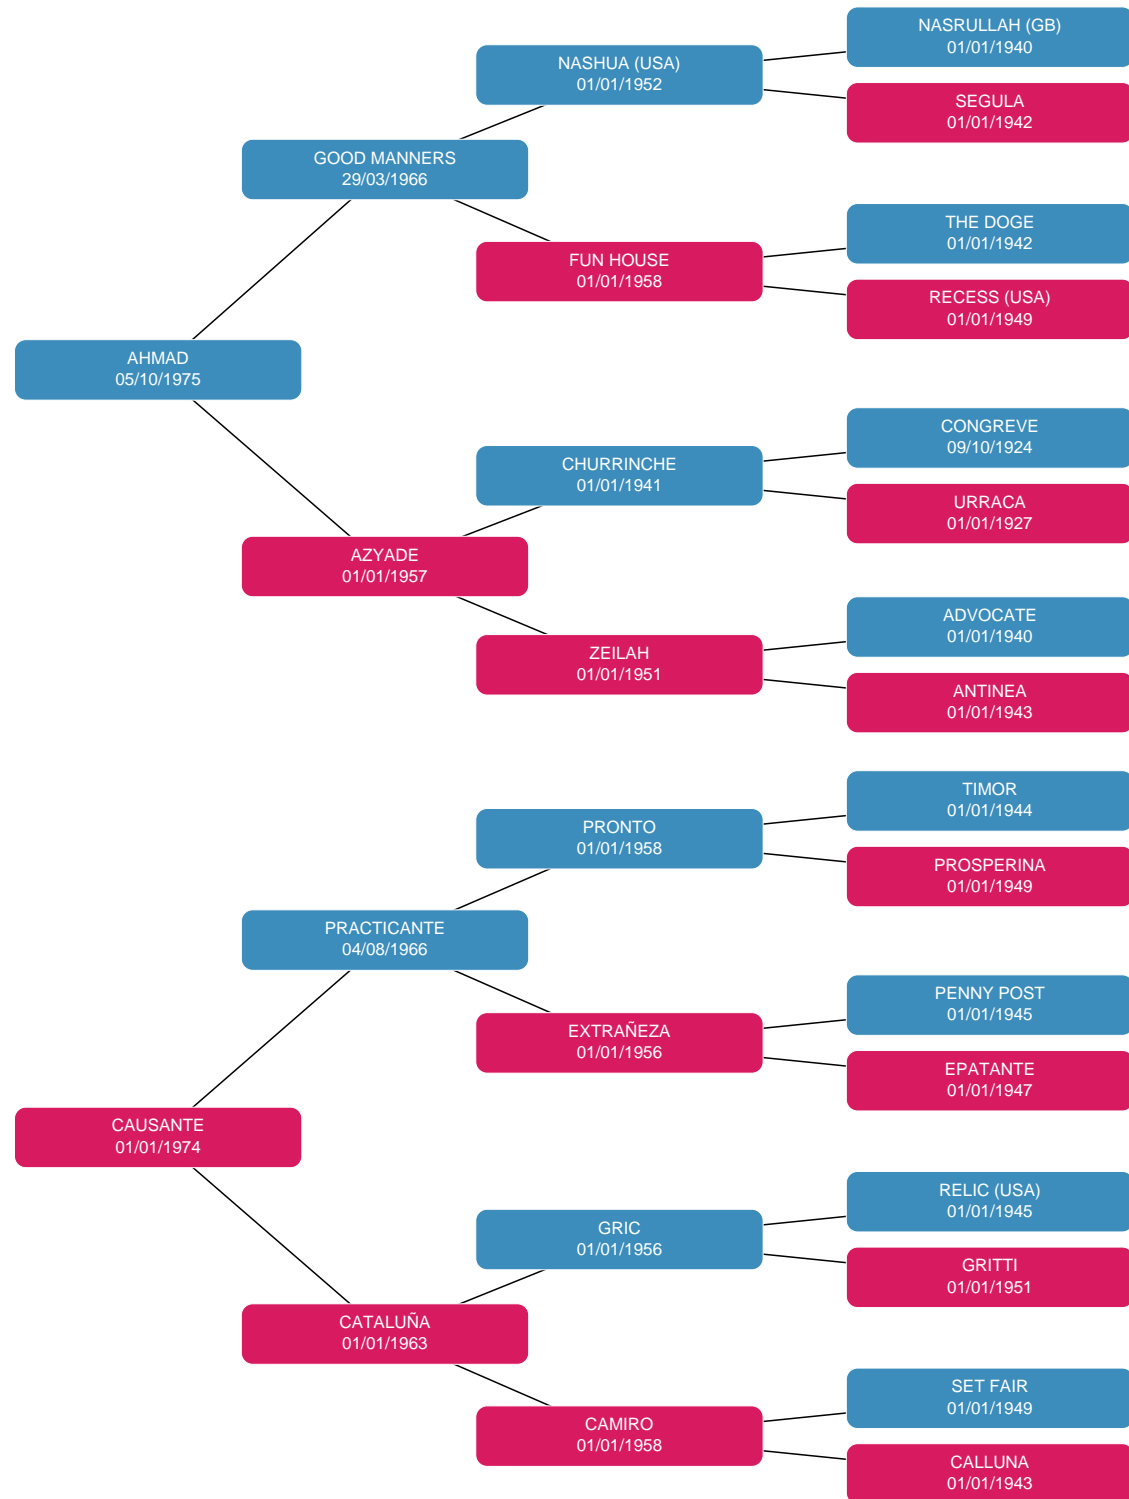 NASRULLAH (GB)
01/01/1940
NASHUA (USA)
01/01/1952
SEGULA
01/01/1942
GOOD MANNERS
29/03/1966
THE DOGE
01/01/1942
FUN HOUSE
01/01/1958
RECESS (USA)
01/01/1949
AHMAD
05/10/1975
CONGREVE
09/10/1924
CHURRINCHE
01/01/1941
URRACA
01/01/1927
AZYADE
01/01/1957
ADVOCATE
01/01/1940
ZEILAH
01/01/1951
ANTINEA
01/01/1943
TIMOR
01/01/1944
PRONTO
01/01/1958
PROSPERINA
01/01/1949
PRACTICANTE
04/08/1966
PENNY POST
01/01/1945
EXTRAÑEZA
01/01/1956
EPATANTE
01/01/1947
CAUSANTE
01/01/1974
RELIC (USA)
01/01/1945
GRIC
01/01/1956
GRITTI
01/01/1951
CATALUÑA
01/01/1963
SET FAIR
01/01/1949
CAMIRO
01/01/1958
CALLUNA
01/01/1943